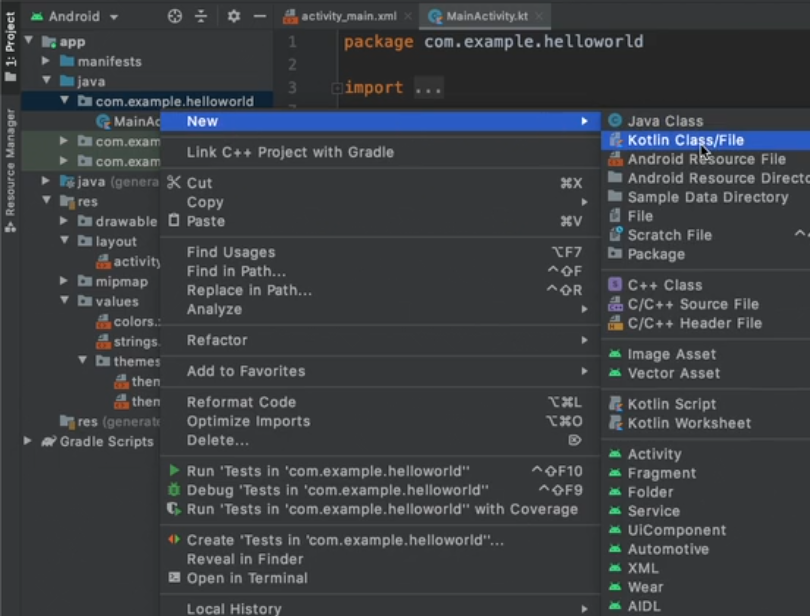 1: Project
Resource Manager
Android
app
manifests
java
com.example.helloworld
MainAc
com.exam
com.exam
java (genera
res
drawable
layout
activity
mipmap
values
colors.
strings.
themes
them
them
res (generate
Gradle Scripts
activity_main.xml
MainActivity.kt
1 package com.example.helloworld
2
3 import ...
New
Link C++ Project with Gradle
Cut ⌘X
Copy
Paste ⌘V
Find Usages ⌥F7
Find in Path... ^⇧F
Replace in Path... ^⇧R
Analyze
Refactor
Add to Favorites
Reformat Code ⌥⌘L
Optimize Imports ⌥⌘O
Delete... ⌦
Run 'Tests in 'com.example.helloworld'' ^⇧F10
Debug 'Tests in 'com.example.helloworld'' ^⇧F9
Run 'Tests in 'com.example.helloworld'' with Coverage
Create 'Tests in 'com.example.helloworld''...
Reveal in Finder
Open in Terminal
Local History
Java Class
Kotlin Class/File
Android Resource File
Android Resource Directo
Sample Data Directory
File
Scratch File
Package
C++ Class
C/C++ Source File
C/C++ Header File
Image Asset
Vector Asset
Kotlin Script
Kotlin Worksheet
Activity
Fragment
Folder
Service
UiComponent
Automotive
XML
Wear
AIDL